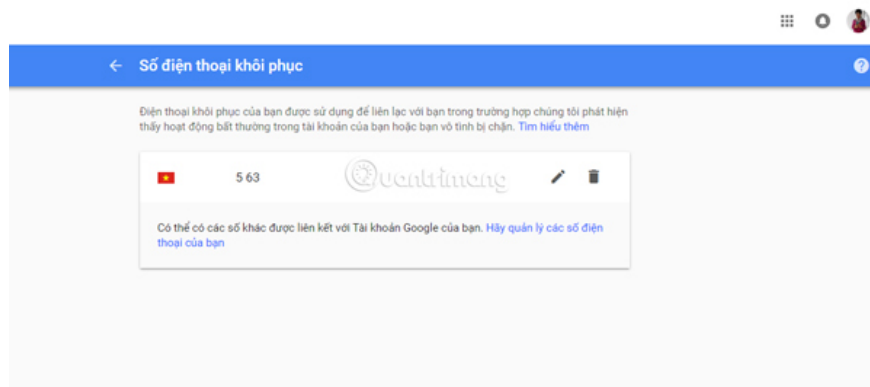 Số điện thoại khôi phục
Điện thoại khôi phục của bạn được sử dụng để liên lạc với bạn trong trường hợp chúng tôi phát hiện
thấy hoạt động bất thường trong tài khoản của bạn hoặc bạn vô tình bị chặn. Tìm hiểu thêm
5 63
Quantrimang
Có thể có các số khác được liên kết với Tài khoản Google của bạn. Hãy quản lý các số điện
thoại của bạn